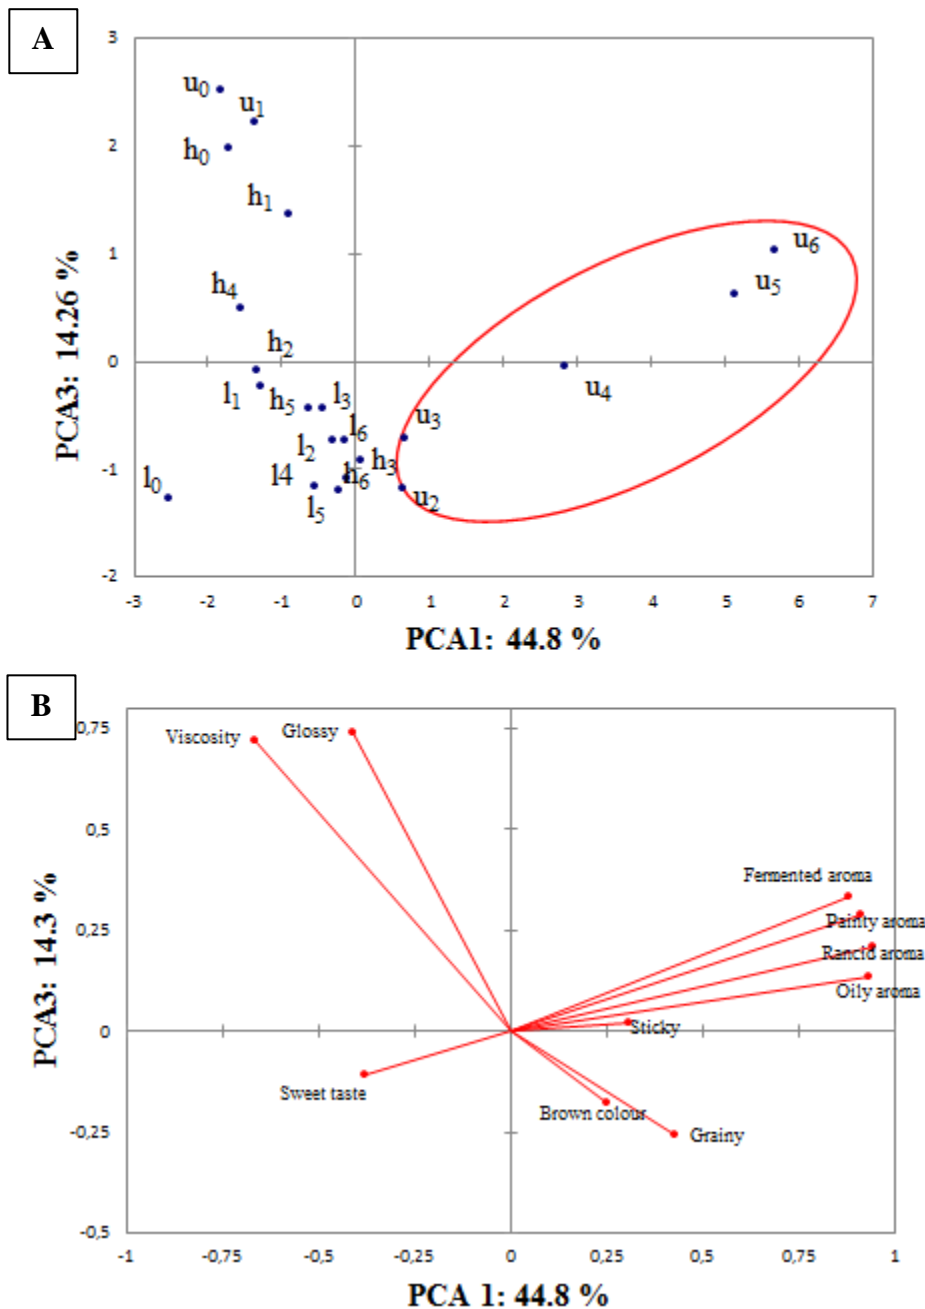 A
3
2
1
0
-1
-2
PCA3: 14.26 %
u0
u1
h0
h1
h4
h2
l1
h5
l3
l2
l6
l4
h6
h3
l5
l0
u3
u2
u4
u5
u6
-3 -2 -1 0 1 2 3 4 5 6 7
PCA1: 44.8 %
B
0,75
0,5
0,25
0
-0,25
-0,5
PCA3: 14.3 %
Viscosity
Glossy
Fermented aroma
Painty aroma
Rancid aroma
Oily aroma
Sticky
Sweet taste
Brown colour
Grainy
-1 -0,75 -0,5 -0,25 0 0,25 0,5 0,75 1
PCA 1: 44.8 %